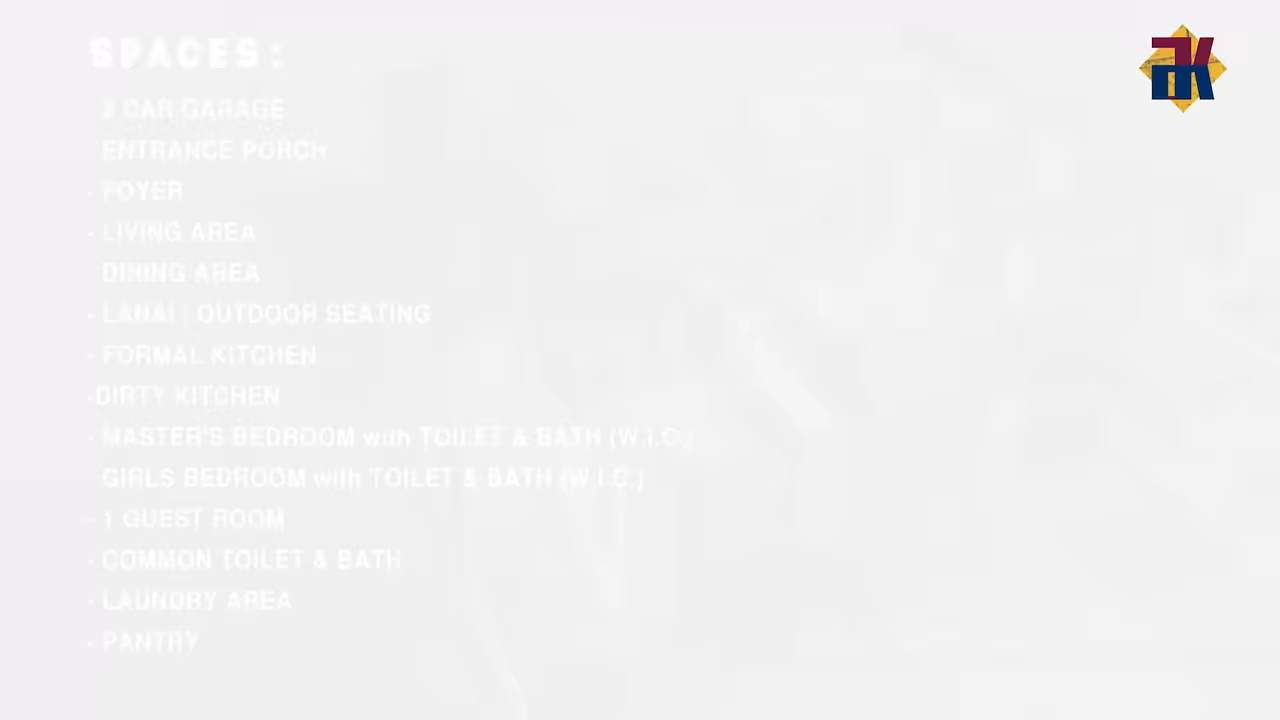 SPACES:
2 CAR GARAGE
ENTRANCE PORCH
- FOYER
- LIVING AREA
DINING AREA
- LANAI | OUTDOOR SEATING
- FORMAL KITCHEN
-DIRTY KITCHEN
- MASTER'S BEDROOM with TOILET & BATH (W.I.C.)
GIRLS BEDROOM with TOILET & BATH (W.I.C.)
- 1 GUEST ROOM
- COMMON TOILET & BATH
- LAUNDRY AREA
- PANTRY